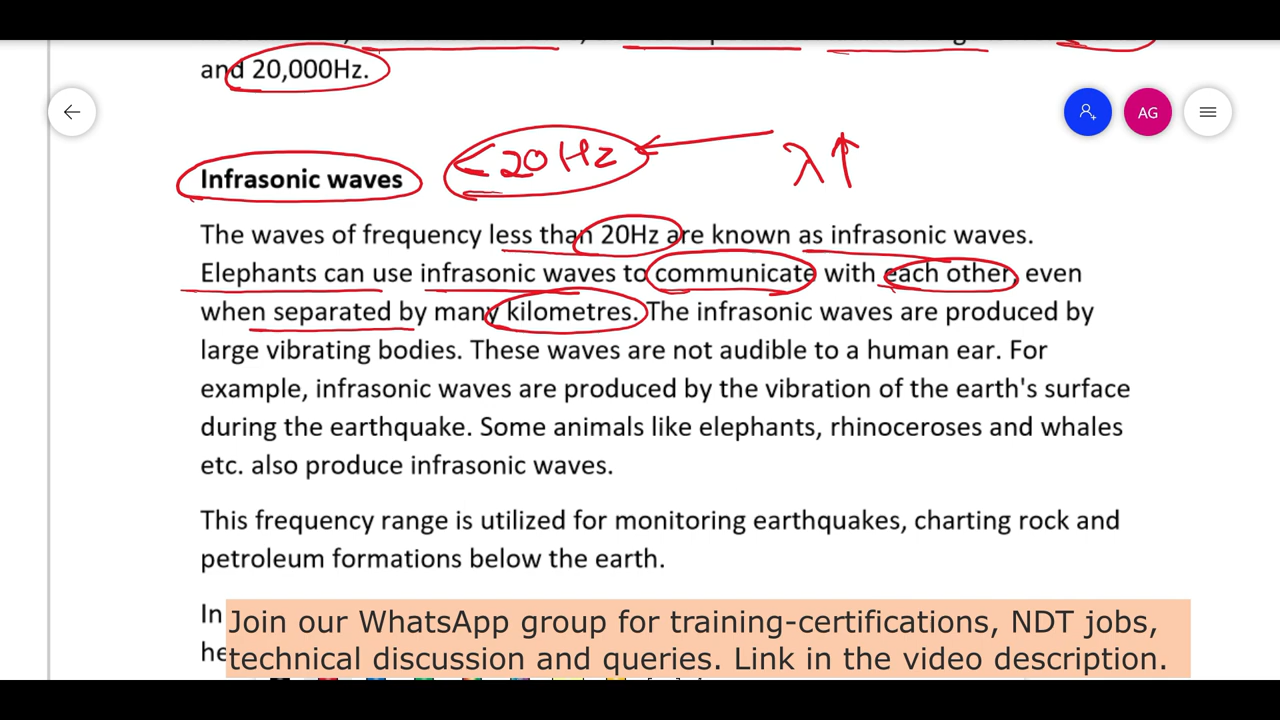 and 20,000Hz.
AG
Infrasonic waves <20Hz λ↑
The waves of frequency less than 20Hz are known as infrasonic waves.
Elephants can use infrasonic waves to communicate with each other, even
when separated by many kilometres. The infrasonic waves are produced by
large vibrating bodies. These waves are not audible to a human ear. For
example, infrasonic waves are produced by the vibration of the earth's surface
during the earthquake. Some animals like elephants, rhinoceroses and whales
etc. also produce infrasonic waves.
This frequency range is utilized for monitoring earthquakes, charting rock and
petroleum formations below the earth.
In
he
Join our WhatsApp group for training-certifications, NDT jobs,
technical discussion and queries. Link in the video description.